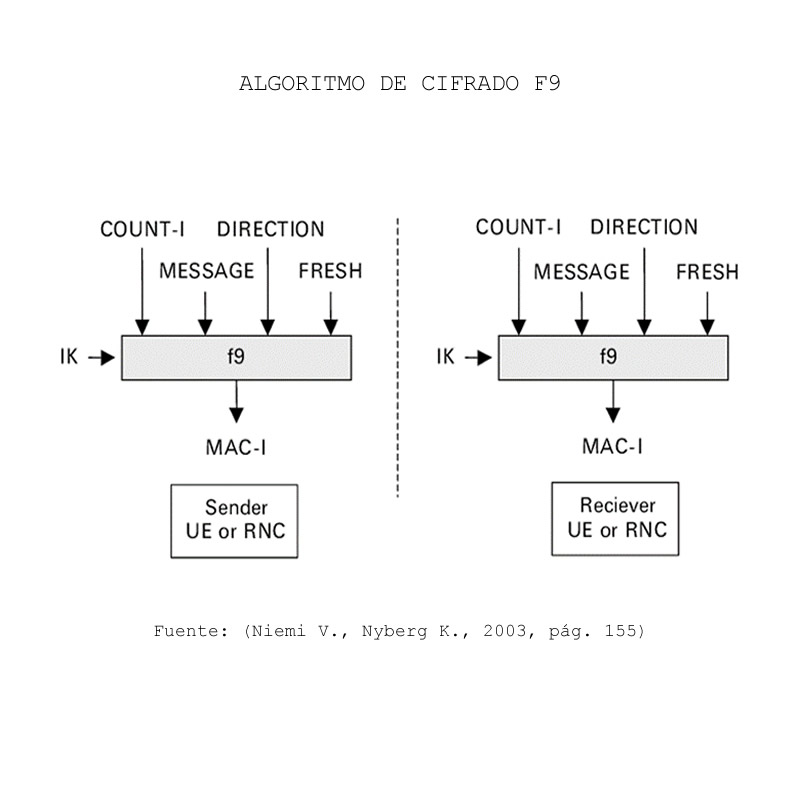 ALGORITMO DE CIFRADO F9
COUNT-I DIRECTION
MESSAGE FRESH
IK f9
MAC-I
Sender
UE or RNC
COUNT-I DIRECTION
MESSAGE FRESH
IK f9
MAC-I
Reciever
UE or RNC
Fuente: (Niemi V., Nyberg K., 2003, pág. 155)